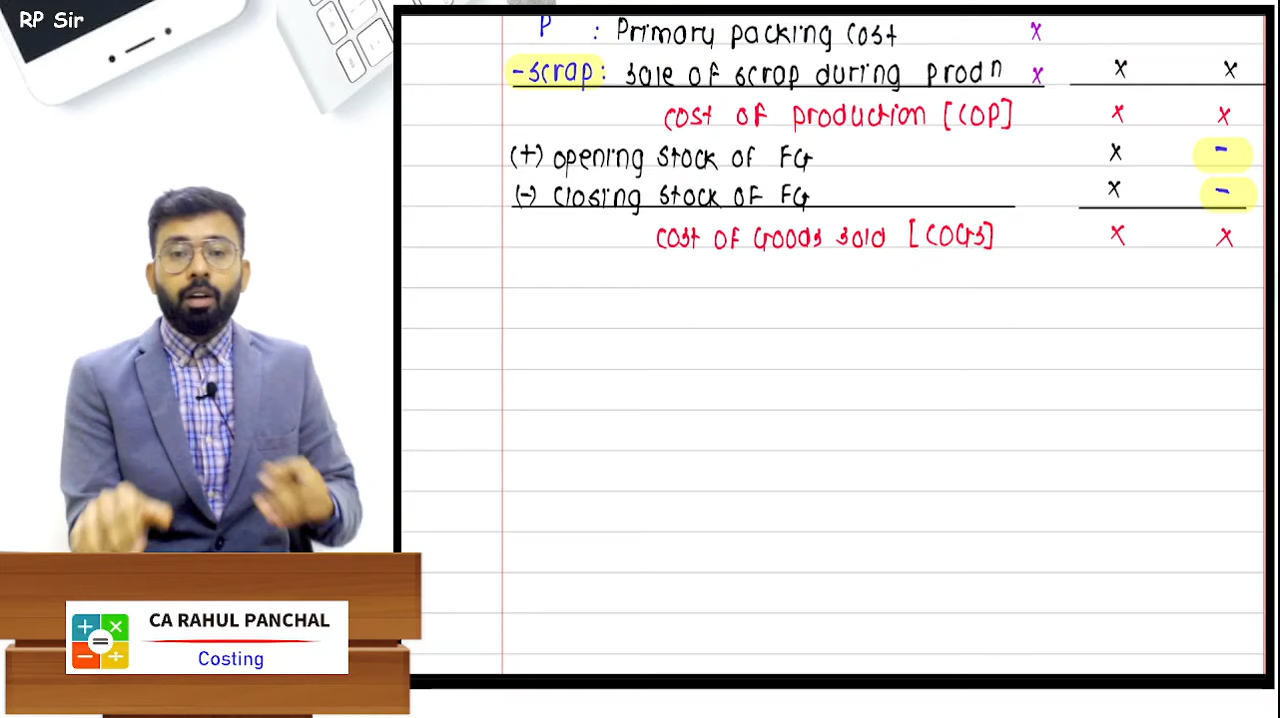 RP Sir
P : Primary packing cost x
-scrap: sale of scrap during prodn x x x
cost of production [COP] x x
(+) opening stock of FG x -
(-) closing stock of FG x -
cost of Goods sold [COGS] x x
CA RAHUL PANCHAL
Costing